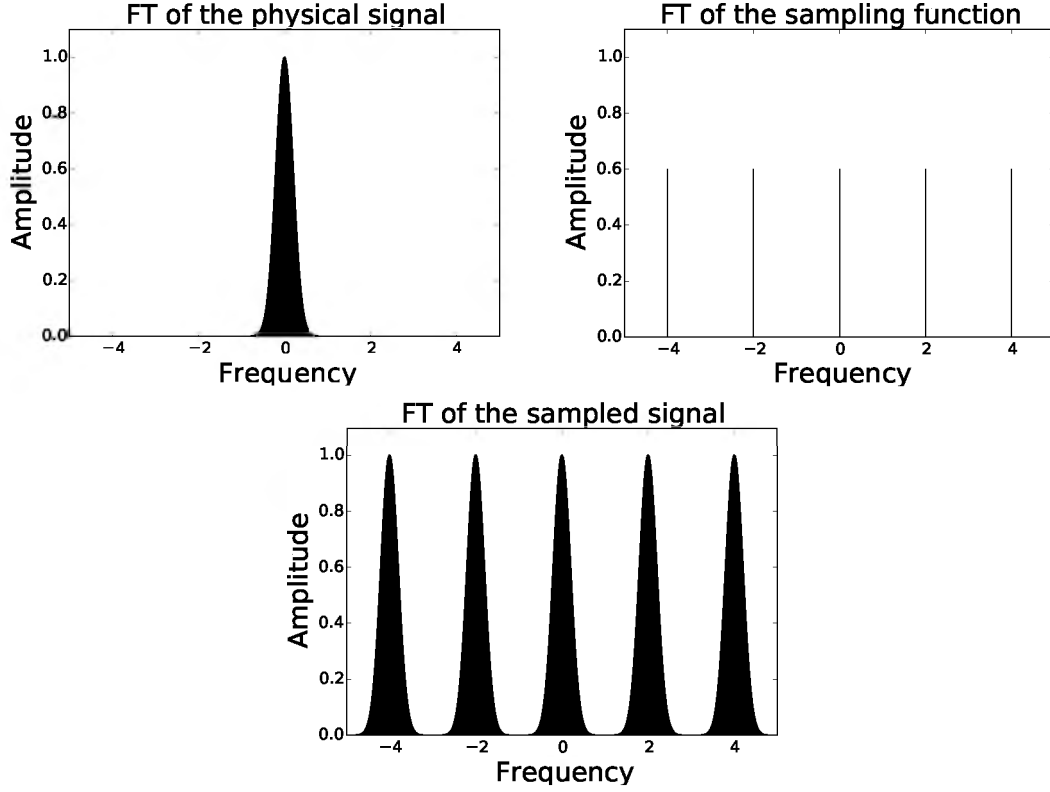 FT of the physical signal
1.0
0.8
0.6
0.4
0.2
0.0
Amplitude
−4 −2 0 2 4
Frequency
FT of the sampling function
1.0
0.8
0.6
0.4
0.2
0.0
Amplitude
−4 −2 0 2 4
Frequency
FT of the sampled signal
1.0
0.8
0.6
0.4
0.2
0.0
Amplitude
−4 −2 0 2 4
Frequency